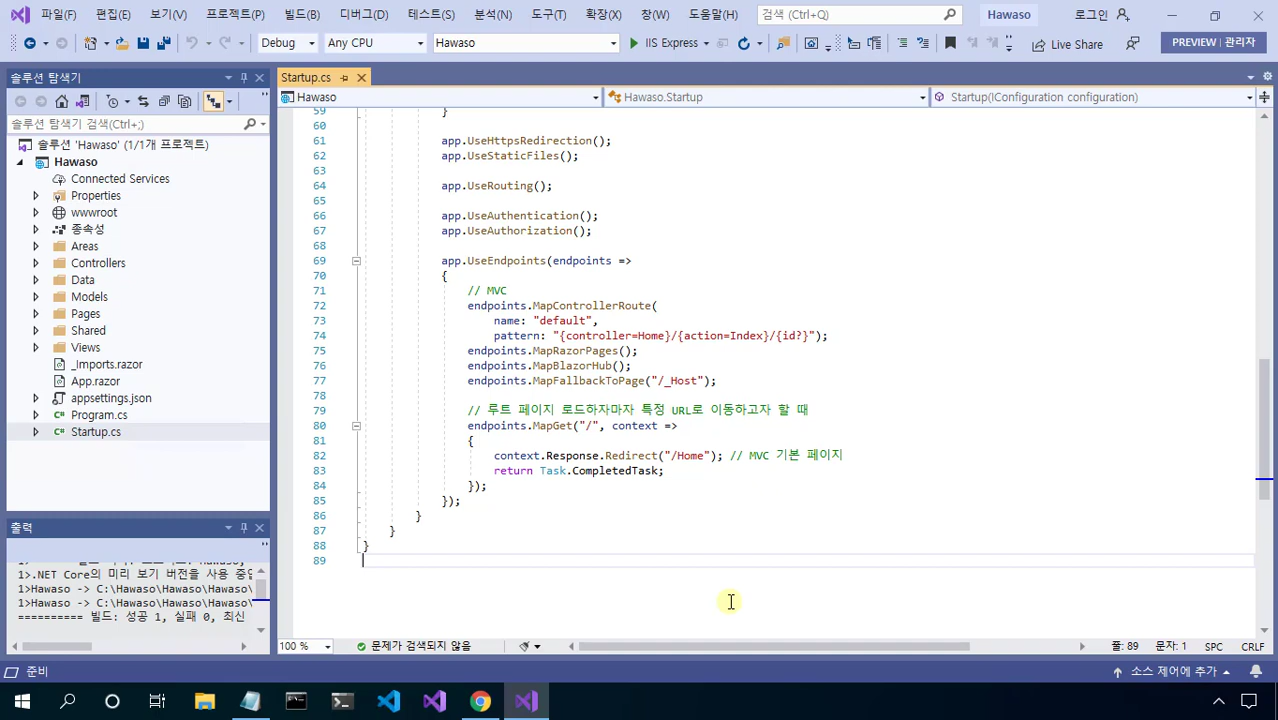 파일(F) 편집(E) 보기(V) 프로젝트(P) 빌드(B) 디버그(D) 테스트(S) 분석(N) 도구(T) 확장(X) 창(W) 도움말(H) 검색 (Ctrl+Q) Hawaso 로그인
Debug Any CPU Hawaso IIS Express Live Share PREVIEW | 관리자
솔루션 탐색기
솔루션 탐색기 검색(Ctrl+;)
솔루션 'Hawaso' (1/1개 프로젝트)
Hawaso
Connected Services
Properties
wwwroot
종속성
Areas
Controllers
Data
Models
Pages
Shared
Views
_Imports.razor
App.razor
appsettings.json
Program.cs
Startup.cs
출력
1>.NET Core의 미리 보기 버전을 사용 중
1>Hawaso -> C:\Hawaso\Hawaso\Hawaso\
1>Hawaso -> C:\Hawaso\Hawaso\Hawaso\
========== 빌드: 성공 1, 실패 0, 최신
Startup.cs
Hawaso Hawaso.Startup Startup(IConfiguration configuration)
59 }
60
61 app.UseHttpsRedirection();
62 app.UseStaticFiles();
63
64 app.UseRouting();
65
66 app.UseAuthentication();
67 app.UseAuthorization();
68
69 app.UseEndpoints(endpoints =>
70 {
71 // MVC
72 endpoints.MapControllerRoute(
73 name: "default",
74 pattern: "{controller=Home}/{action=Index}/{id?}");
75 endpoints.MapRazorPages();
76 endpoints.MapBlazorHub();
77 endpoints.MapFallbackToPage("/_Host");
78
79 // 루트 페이지 로드하자마자 특정 URL로 이동하고자 할 때
80 endpoints.MapGet("/", context =>
81 {
82 context.Response.Redirect("/Home"); // MVC 기본 페이지
83 return Task.CompletedTask;
84 });
85 });
86 }
87 }
88 }
89
100 % 문제가 검색되지 않음 줄: 89 문자: 1 SPC CRLF
준비 소스 제어에 추가